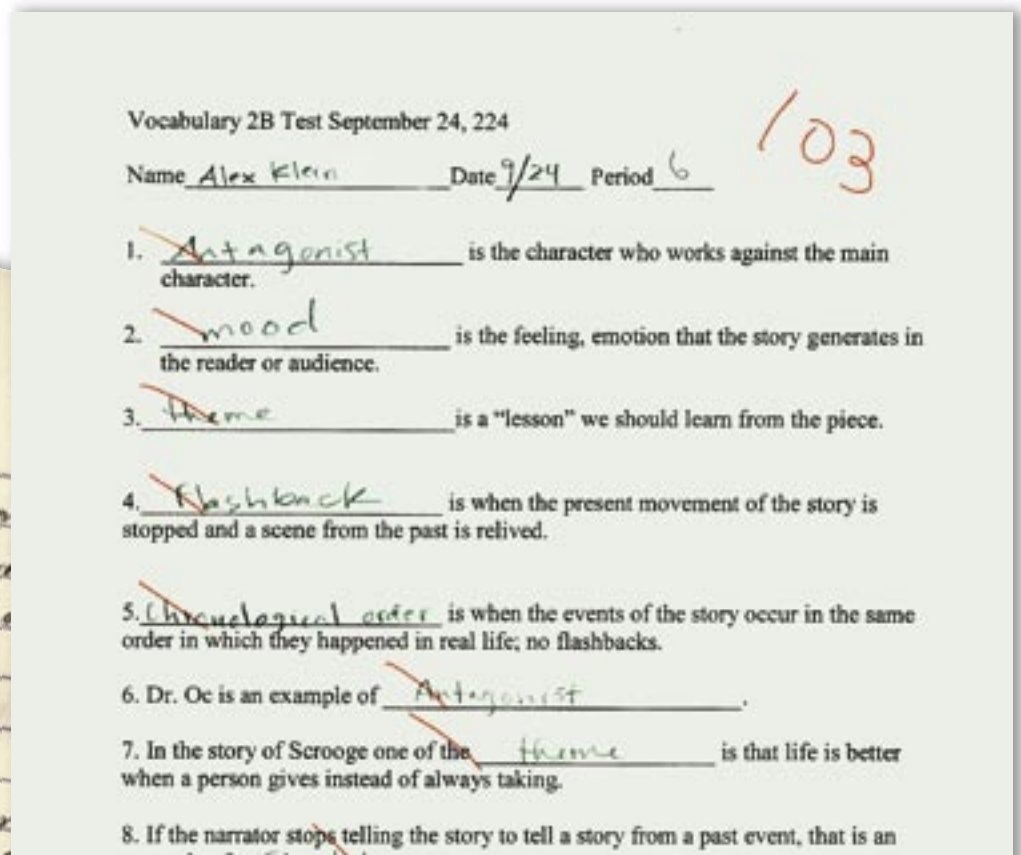 Vocabulary 2B Test September 24, 224
103
Name Alex Klein Date 9/24 Period 6
1. Antagonist is the character who works against the main
character.
2. mood is the feeling, emotion that the story generates in
the reader or audience.
3. theme is a “lesson” we should learn from the piece.
4. Flashback is when the present movement of the story is
stopped and a scene from the past is relived.
5. Chronological order is when the events of the story occur in the same
order in which they happened in real life; no flashbacks.
6. Dr. Oc is an example of Antagonist.
7. In the story of Scrooge one of the theme is that life is better
when a person gives instead of always taking.
8. If the narrator stops telling the story to tell a story from a past event, that is an